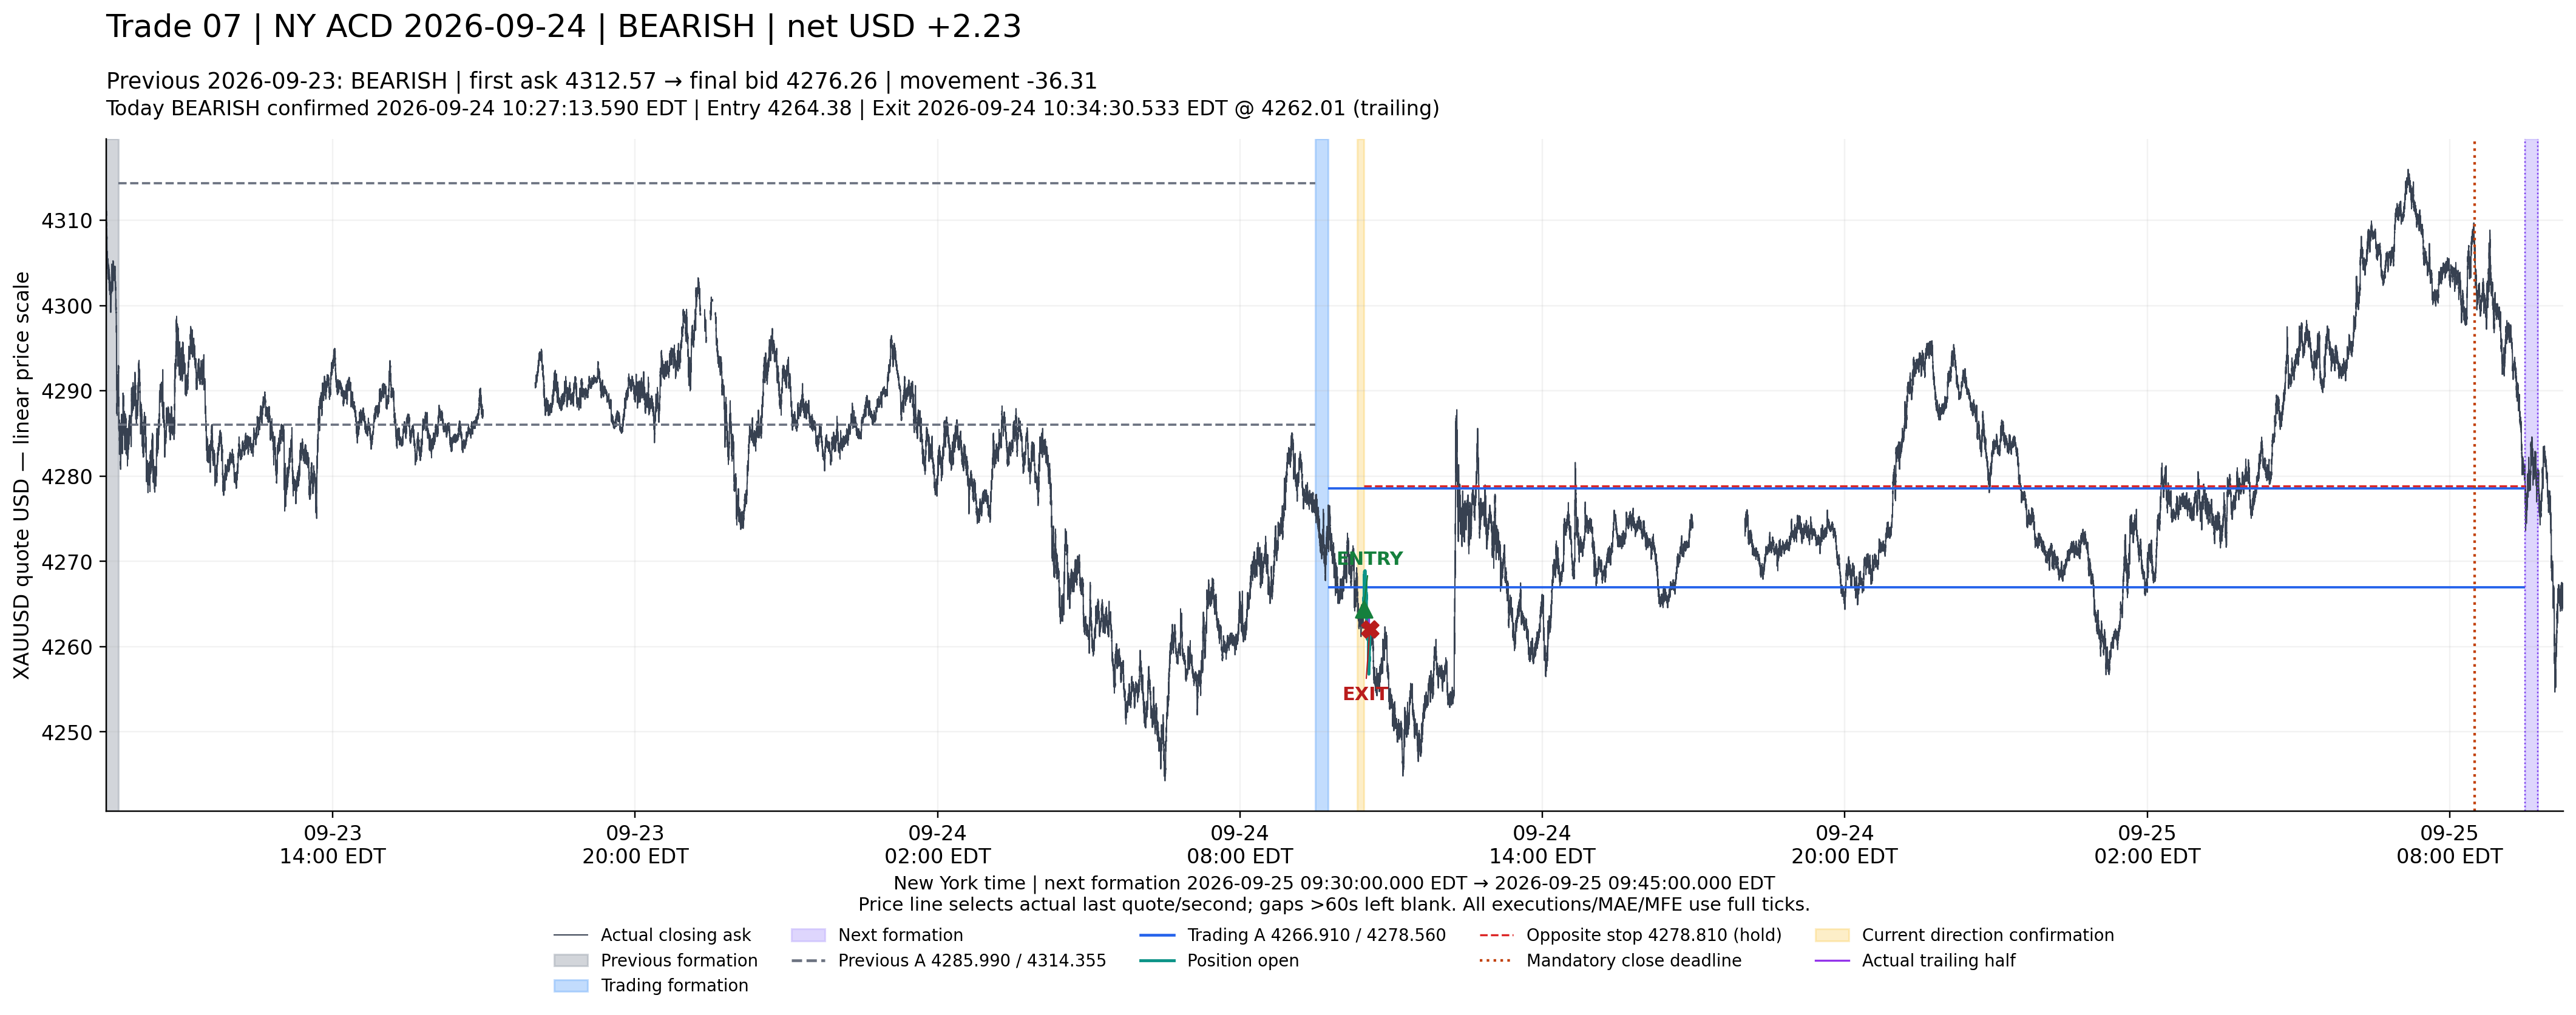 Trade 07 | NY ACD 2026-09-24 | BEARISH | net USD +2.23
Previous 2026-09-23: BEARISH | first ask 4312.57 → final bid 4276.26 | movement -36.31
Today BEARISH confirmed 2026-09-24 10:27:13.590 EDT | Entry 4264.38 | Exit 2026-09-24 10:34:30.533 EDT @ 4262.01 (trailing)
XAUUSD quote USD — linear price scale
4310
4300
4290
4280
4270
4260
4250
ENTRY
EXIT
09-23 14:00 EDT
09-23 20:00 EDT
09-24 02:00 EDT
09-24 08:00 EDT
09-24 14:00 EDT
09-24 20:00 EDT
09-25 02:00 EDT
09-25 08:00 EDT
New York time | next formation 2026-09-25 09:30:00.000 EDT → 2026-09-25 09:45:00.000 EDT
Price line selects actual last quote/second; gaps >60s left blank. All executions/MAE/MFE use full ticks.
Actual closing ask
Previous formation
Trading formation
Next formation
Previous A 4285.990 / 4314.355
Trading A 4266.910 / 4278.560
Position open
Opposite stop 4278.810 (hold)
Mandatory close deadline
Current direction confirmation
Actual trailing half